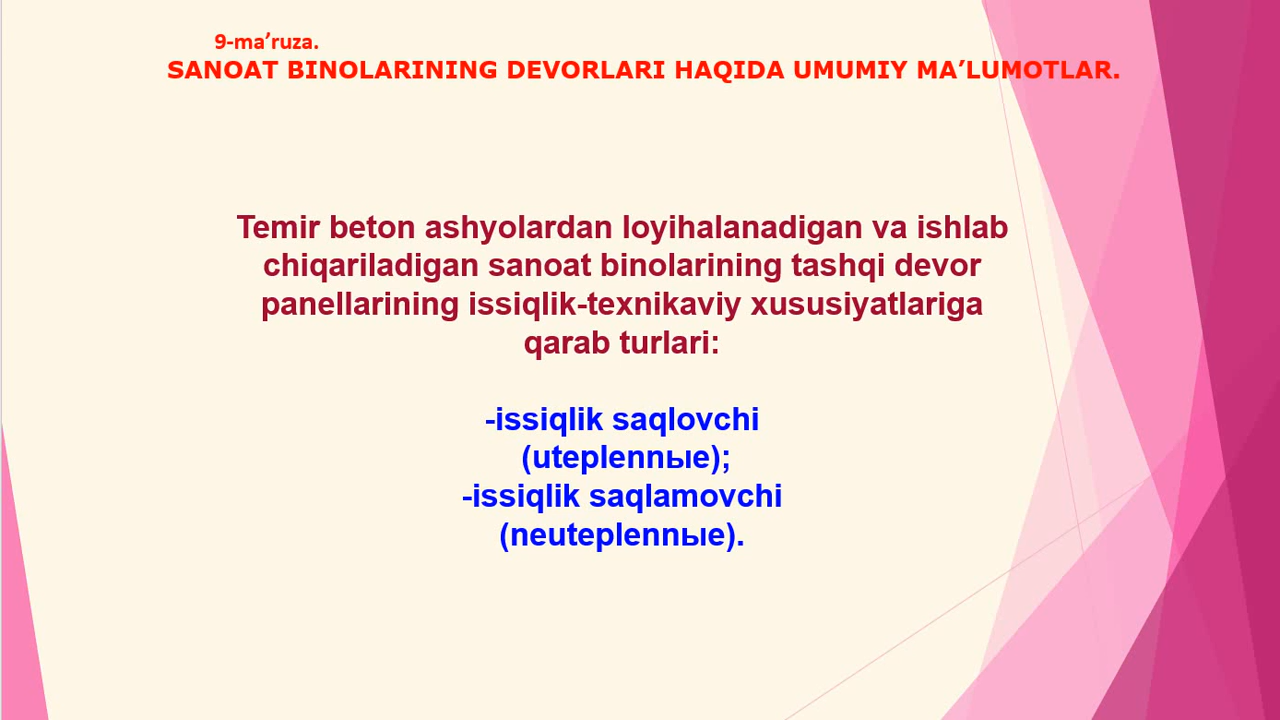 9-ma’ruza.
SANOAT BINOLARINING DEVORLARI HAQIDA UMUMIY MA’LUMOTLAR.
Temir beton ashyolardan loyihalanadigan va ishlab
chiqariladigan sanoat binolarining tashqi devor
panellarining issiqlik-texnikaviy xususiyatlariga
qarab turlari:
-issiqlik saqlovchi
(uteplennыe);
-issiqlik saqlamovchi
(neuteplennыe).